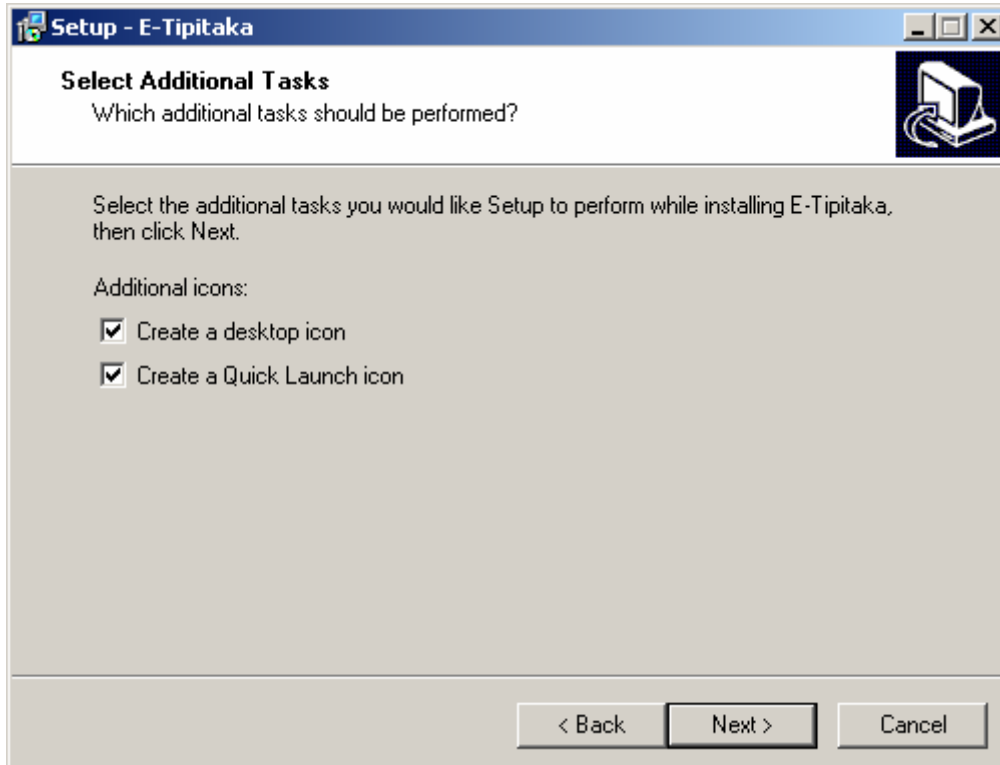 Setup - E-Tipitaka
Select Additional Tasks
Which additional tasks should be performed?
Select the additional tasks you would like Setup to perform while installing E-Tipitaka,
then click Next.
Additional icons:
Create a desktop icon
Create a Quick Launch icon
< Back
Next >
Cancel